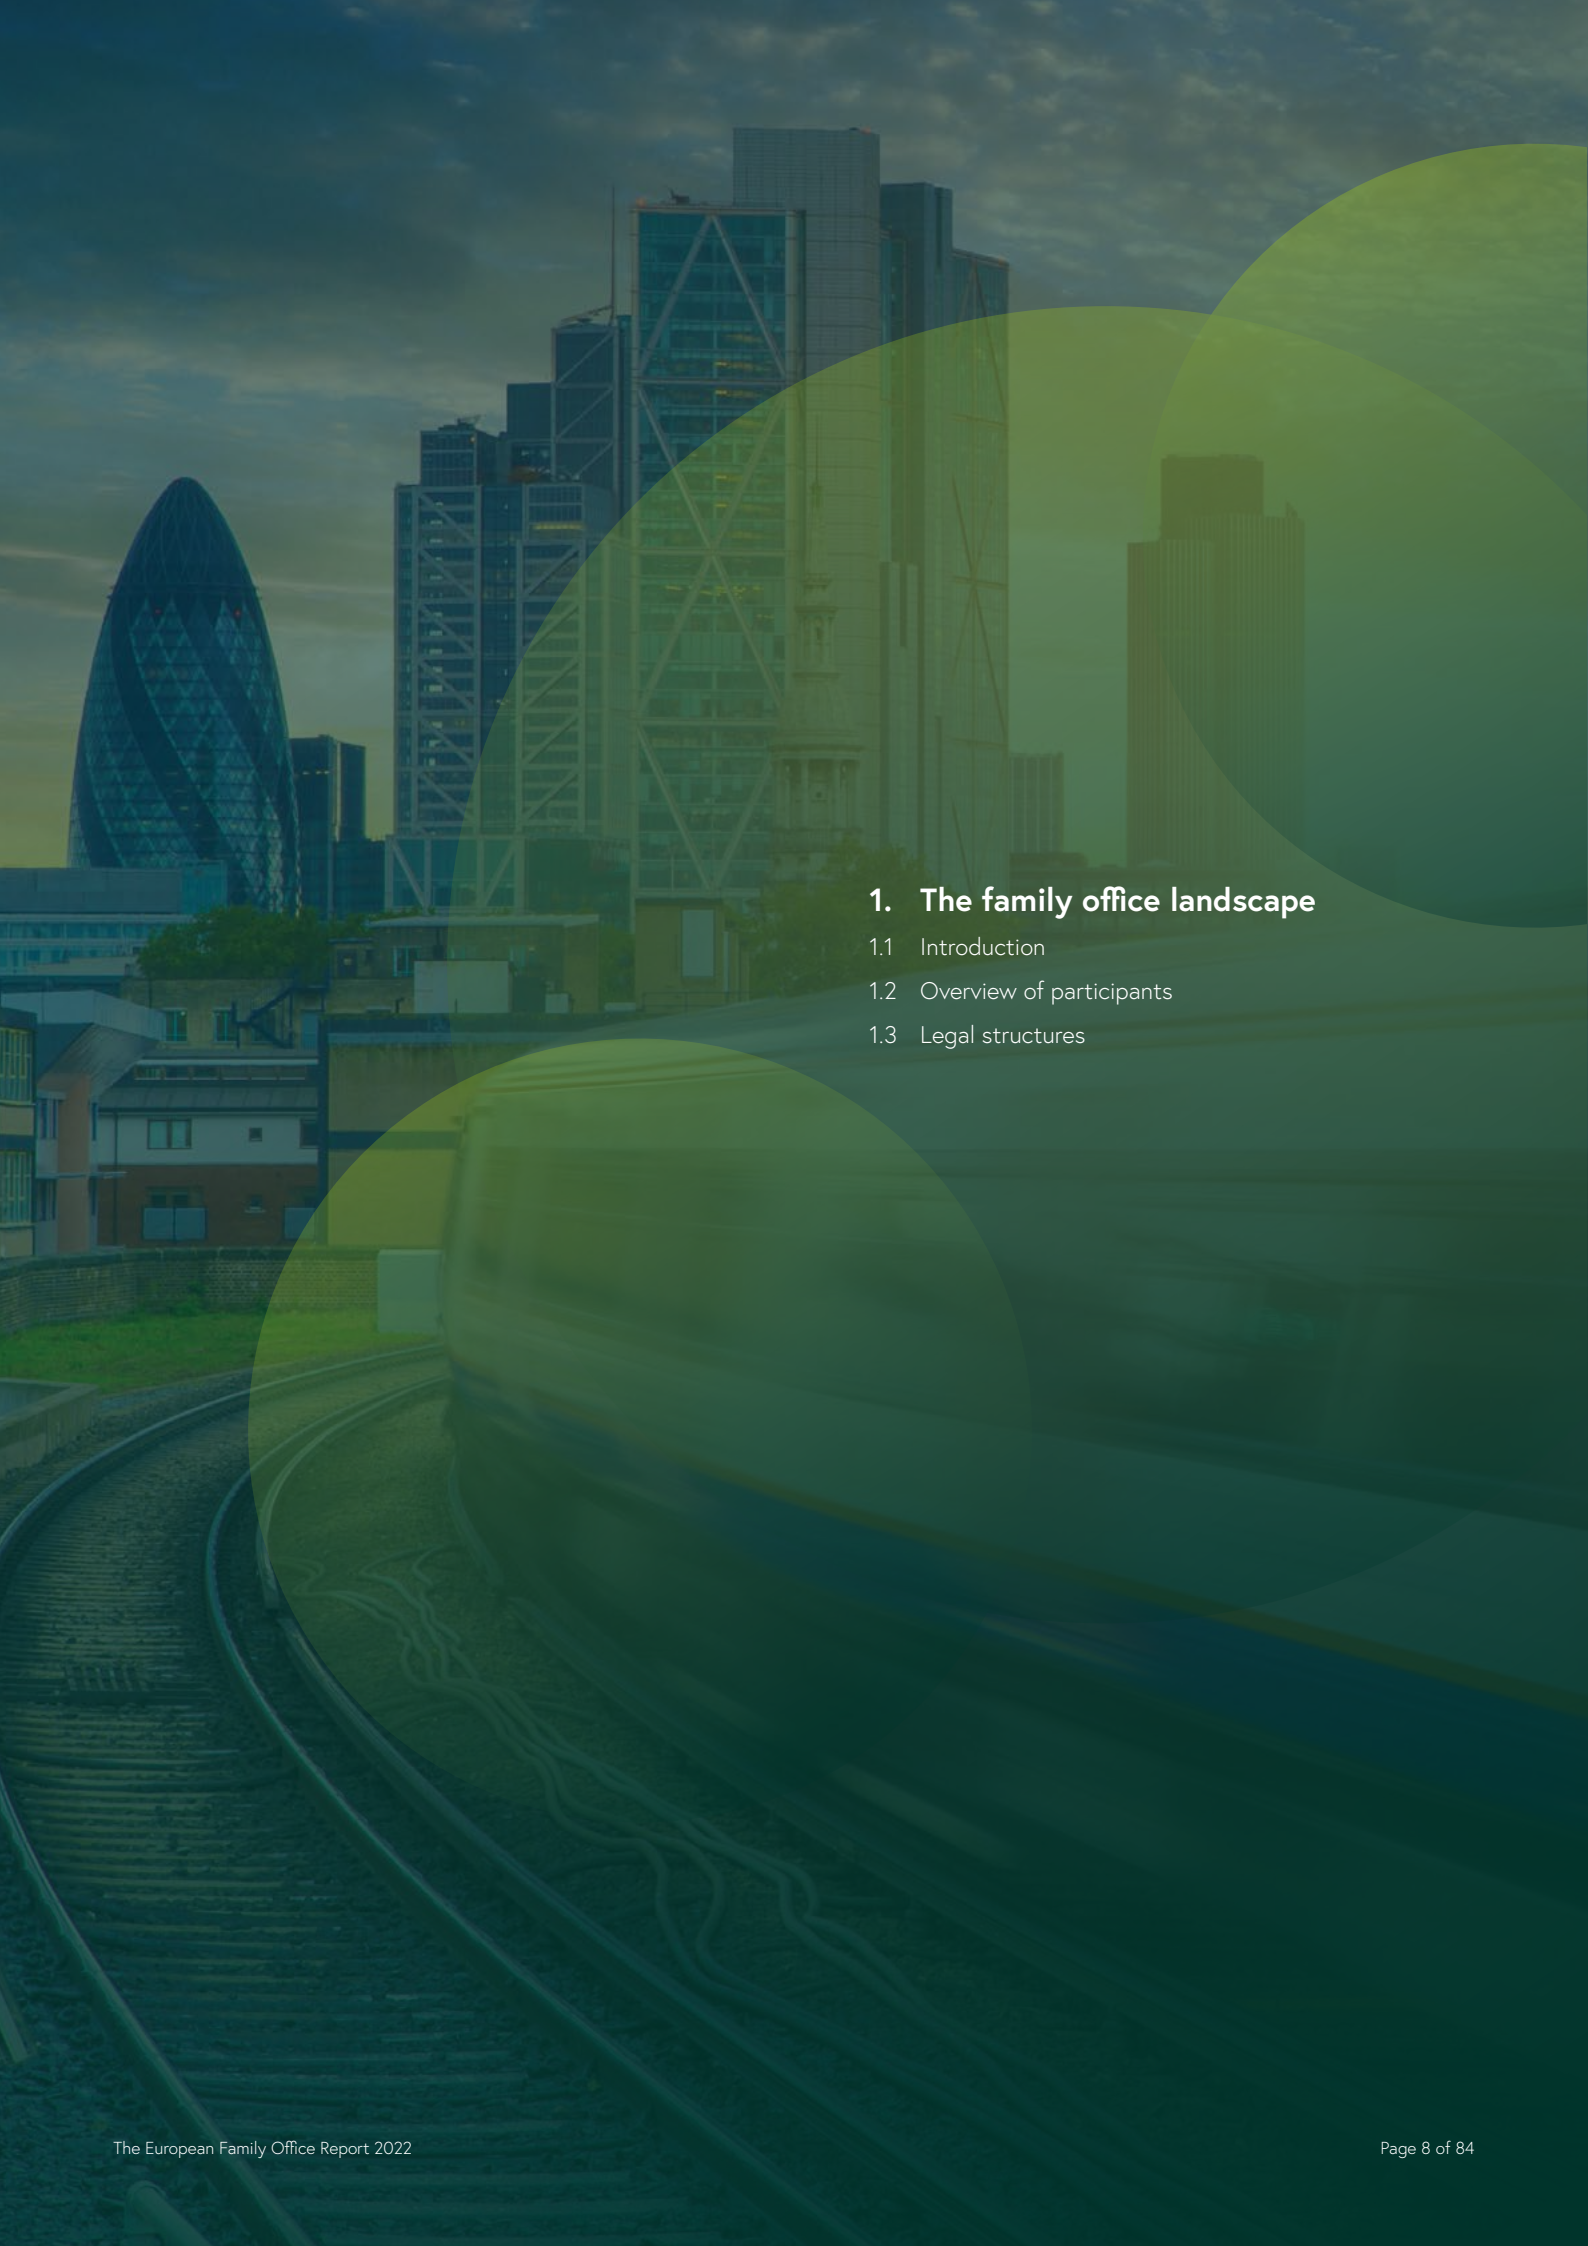 1. The family office landscape
1.1 Introduction
1.2 Overview of participants
1.3 Legal structures
The European Family Office Report 2022
Page 8 of 84